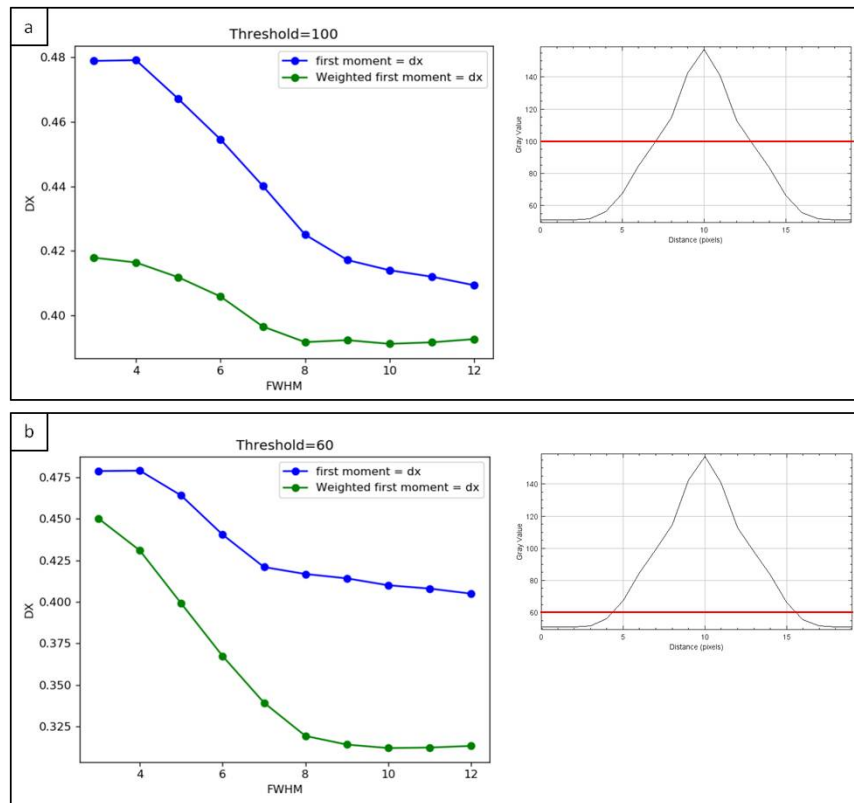 a
Threshold=100
first moment = dx
Weighted first moment = dx
0.48
0.46
0.44
0.42
0.40
DX
4
6
8
10
12
FWHM
140
120
100
80
60
Gray Value
0
5
10
15
Distance (pixels)
b
Threshold=60
first moment = dx
Weighted first moment = dx
0.475
0.450
0.425
0.400
0.375
0.350
0.325
DX
4
6
8
10
12
FWHM
140
120
100
80
60
Gray Value
0
5
10
15
Distance (pixels)